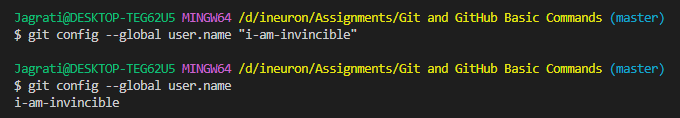 Jagrati@DESKTOP-TEG62U5 MINGW64 /d/ineuron/Assignments/Git and GitHub Basic Commands (master)
$ git config --global user.name "i-am-invincible"
Jagrati@DESKTOP-TEG62U5 MINGW64 /d/ineuron/Assignments/Git and GitHub Basic Commands (master)
$ git config --global user.name
i-am-invincible